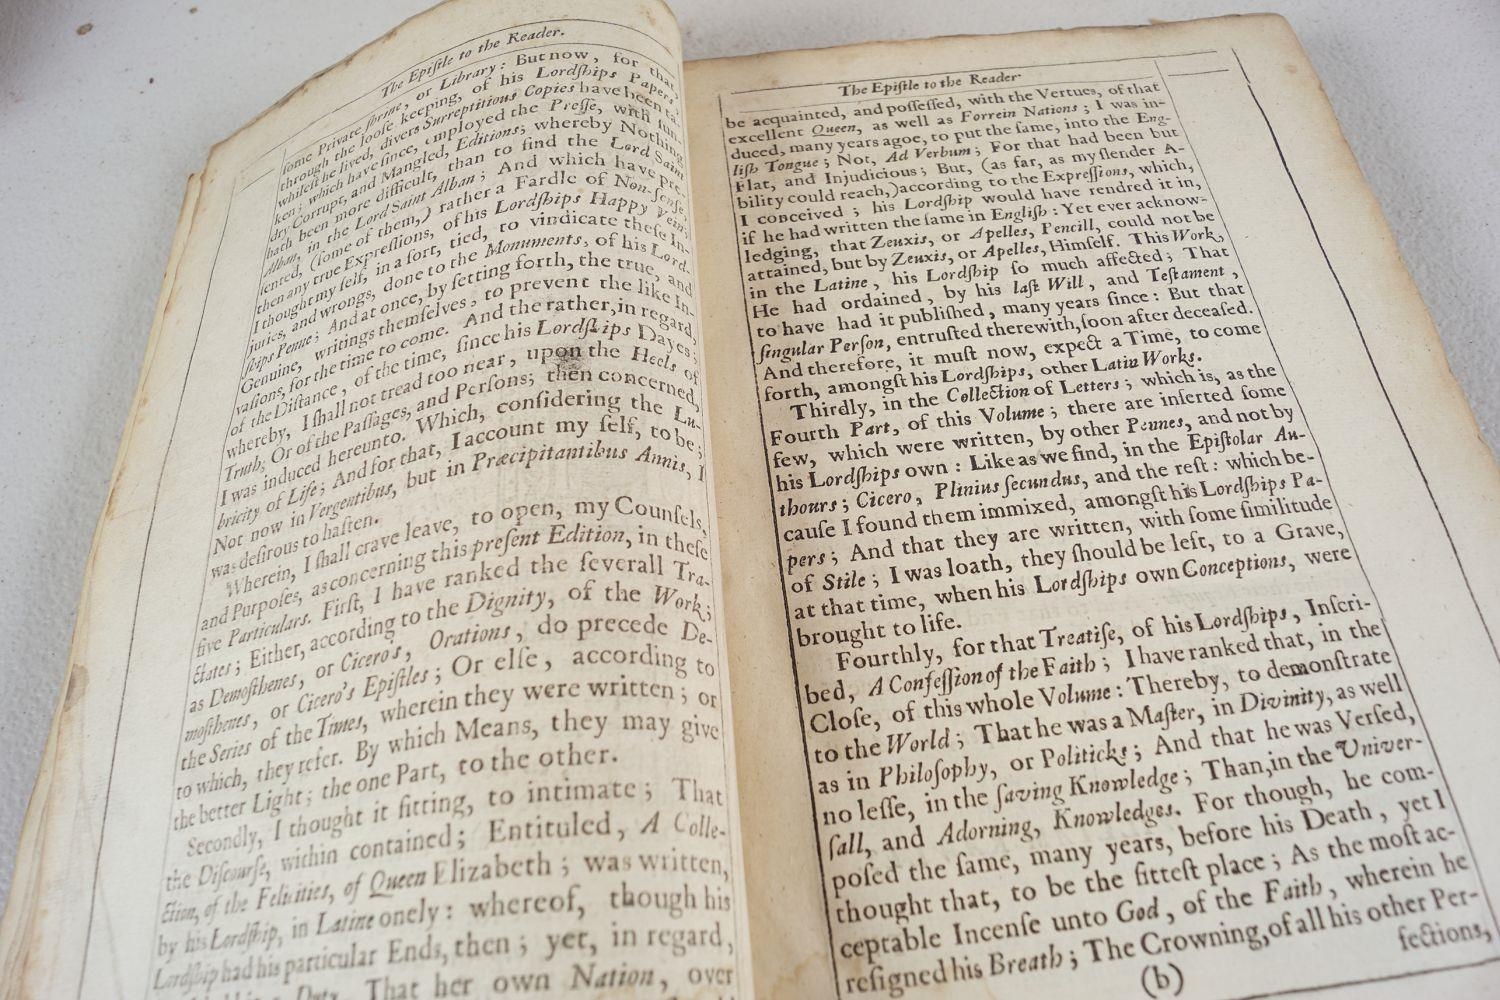 The Epiſtle to the Reader.
ſome Private ſhrine, or Library: But now, for that,
through the looſe keeping, of his Lordſhips Papers,
whileſt he lived, divers Surreptitious Copies have been ta-
ken; which have ſince, employed the Preſſe, with ſun-
dry Corrupt, and Mangled, Editions; whereby Nothing
hath been more difficult, than to find the Lord Saint
Alban, in the Lord Saint Alban; And which have pre-
ſented, (ſome of them,) rather a Fardle of Non-ſenſe,
then any true Expreſſions, of his Lordſhips Happy Vein;
I thought my ſelf, in a ſort, tied, to vindicate theſe In-
juries, and wrongs, done to the Monuments, of his Lord-
ſhips Penne; And at once, by ſetting forth, the true, and
Genuine, writings themſelves, to prevent the like In-
vaſions, for the time to come. And the rather, in regard,
of the Diſtance, of the time, ſince his Lordſhips Dayes;
whereby, I ſhall not tread too near, upon the Heels of
Truth; Or of the Paſſages, and Perſons; then concerned,
I was induced hereunto. Which, conſidering the Lu-
bricity of Life; And for that, I account my ſelf, to be;
Not now in Vergentibus, but in Præcipitantibus Annis, I
was deſirous to haſten.
Wherein, I ſhall crave leave, to open, my Counſels,
and Purpoſes, as concerning this preſent Edition, in theſe
five Particulars. Firſt, I have ranked the ſeverall Tra-
ctates; Either, according to the Dignity, of the Work;
as Demoſthenes, or Cicero's, Orations, do precede De-
moſthenes, or Cicero's Epiſtles; Or elſe, according to
the Series of the Times, wherein they were written; or
to which, they refer. By which Means, they may give
the better Light; the one Part, to the other.
Secondly, I thought it fitting, to intimate; That
the Diſcourſe, within contained; Entituled, A Colle-
ction, of the Felicities, of Queen Elizabeth; was written,
by his Lordſhip, in Latine onely: whereof, though his
Lordſhip had his particular Ends, then; yet, in regard,
That her own Nation, over
The Epiſtle to the Reader.
be acquainted, and poſſeſſed, with the Vertues, of that
excellent Queen, as well as Forrein Nations; I was in-
duced, many years agoe, to put the ſame, into the Eng-
liſh Tongue; Not, Ad Verbum; For that had been but
Flat, and Injudicious; But, (as far, as my ſlender A-
bility could reach,) according to the Expreſſions, which,
I conceived; his Lordſhip would have rendred it in,
if he had written the ſame in Engliſh: Yet ever acknow-
ledging, that Zeuxis, or Apelles, Pencill, could not be
attained, but by Zeuxis, or Apelles, Himſelf. This Work,
in the Latine, his Lordſhip ſo much affected; That
He had ordained, by his laſt Will, and Teſtament,
to have had it publiſhed, many years ſince: But that
ſingular Perſon, entruſted therewith, ſoon after deceaſed.
And therefore, it muſt now, expect a Time, to come
forth, amongſt his Lordſhips, other Latin Works.
Thirdly, in the Collection of Letters; which is, as the
Fourth Part, of this Volume; there are inſerted ſome
few, which were written, by other Pennes, and not by
his Lordſhips own: Like as we find, in the Epiſtolar Au-
thours; Cicero, Plinius ſecundus, and the reſt: which be-
cauſe I found them immixed, amongſt his Lordſhips Pa-
pers; And that they are written, with ſome ſimilitude
of Stile; I was loath, they ſhould be left, to a Grave,
at that time, when his Lordſhips own Conceptions, were
brought to life.
Fourthly, for that Treatiſe, of his Lordſhips, Inſcri-
bed, A Confeſſion of the Faith; I have ranked that, in the
Cloſe, of this whole Volume: Thereby, to demonſtrate
to the World; That he was a Maſter, in Divinity, as well
as in Philoſophy, or Politicks; And that he was Verſed,
no leſſe, in the ſaving Knowledge; Than, in the Univer-
ſall, and Adorning, Knowledges. For though, he com-
poſed the ſame, many years, before his Death, yet I
thought that, to be the fitteſt place; As the moſt ac-
ceptable Incenſe unto God, of the Faith, wherein he
reſigned his Breath; The Crowning, of all his other Per-
(b)
fections,